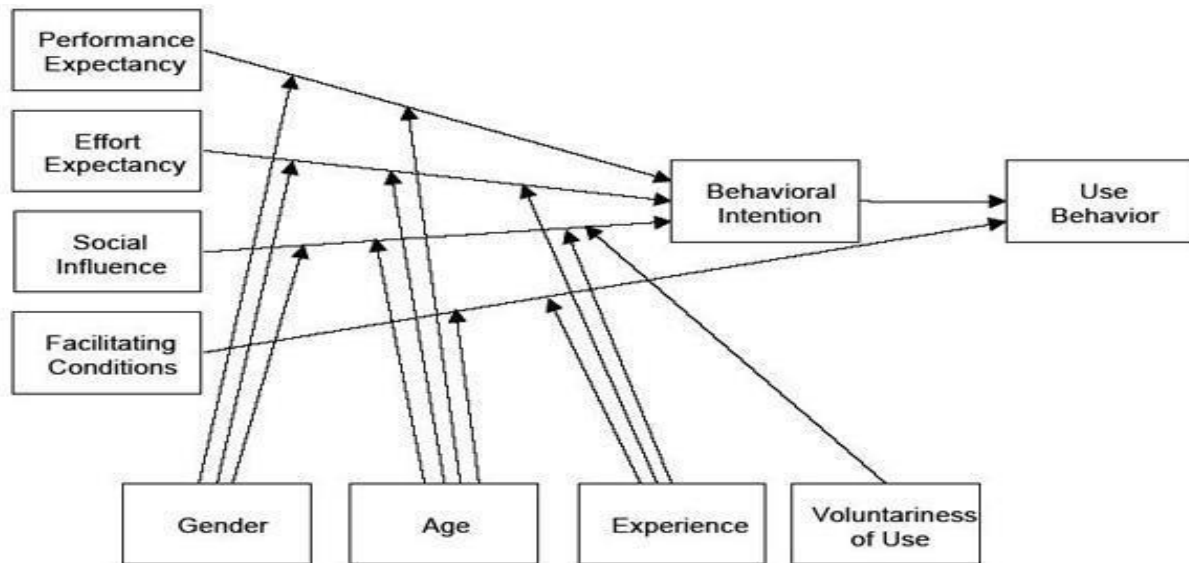 Performance
Expectancy
Effort
Expectancy
Social
Influence
Facilitating
Conditions
Behavioral
Intention
Use
Behavior
Gender
Age
Experience
Voluntariness
of Use